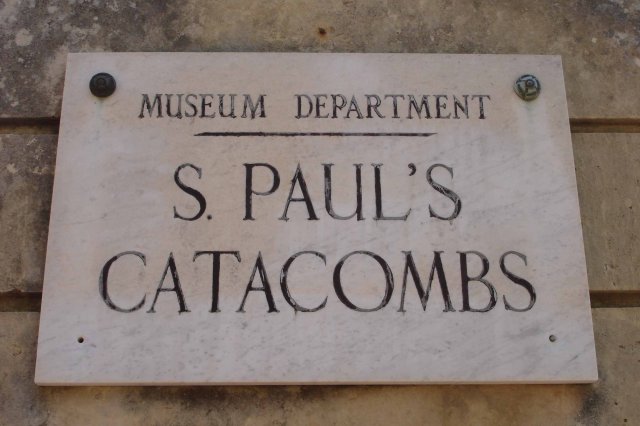 MUSEUM DEPARTMENT
S. PAUL'S
CATACOMBS